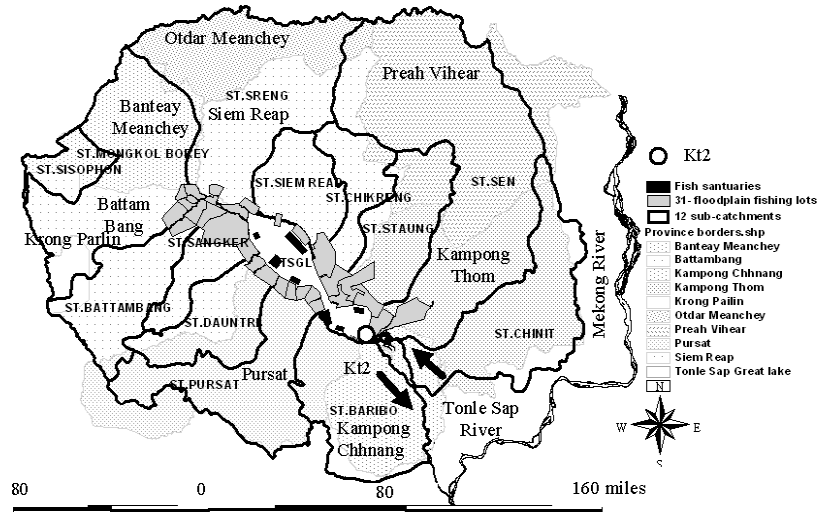 Otdar Meanchey
Preah Vihear
Banteay
Meanchey
ST.SRENG
Siem Reap
ST.MONGKOL BOREY
ST.SISOPHON
ST.SIEM REAP
ST.CHIKRENG
ST.SEN
Battam
Bang
Krong Parlin
ST.SANGKER
ST.STAUNG
TSGL
Kampong
Thom
ST.BATTAMBANG
ST.DAUNTRI
ST.CHINIT
ST.PURSAT
Pursat
Kt2
ST.BARIBO
Kampong
Chhnang
Tonle Sap
River
Mekong River
Kt2
Fish santuaries
31- floodplain fishing lots
12 sub-catchments
Province borders.shp
Banteay Meanchey
Battambang
Kampong Chhnang
Kampong Thom
Krong Pailin
Otdar Meanchey
Preah Vihear
Pursat
Siem Reap
Tonle Sap Great lake
N
W
E
S
80
0
80
160 miles